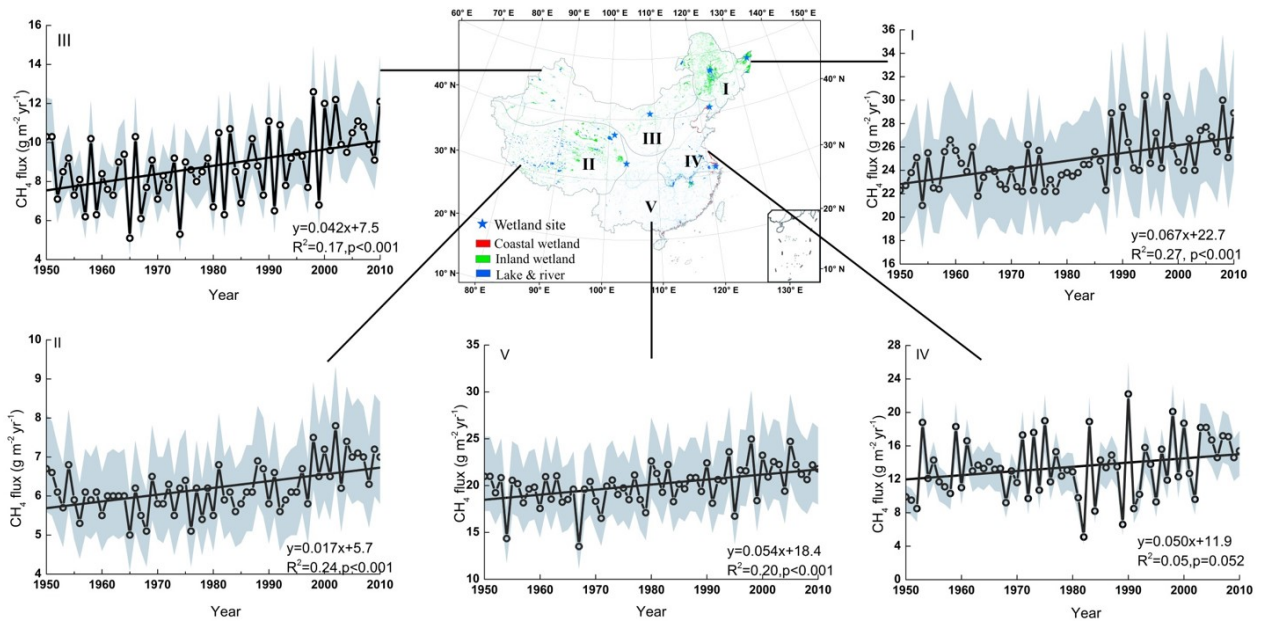 III
CH₄ flux (g m⁻² yr⁻¹)
16
14
12
10
8
6
4
y=0.042x+7.5
R²=0.17,p<0.001
1950 1960 1970 1980 1990 2000 2010
Year
60° E 70° E 80° E 90° E 100° E 110° E 120° E 130° E 140° E 150° E
40° N
30° N
20° N
10° N
40° N
30° N
20° N
10° N
I
II
III
IV
V
Wetland site
Coastal wetland
Inland wetland
Lake & river
80° E 90° E 100° E 110° E 120° E 130° E
I
CH₄ flux (g m⁻² yr⁻¹)
36
34
32
30
28
26
24
22
20
18
16
y=0.067x+22.7
R²=0.27, p<0.001
1950 1960 1970 1980 1990 2000 2010
Year
II
CH₄ flux (g m⁻² yr⁻¹)
10
9
8
7
6
5
4
y=0.017x+5.7
R²=0.24,p<0.001
1950 1960 1970 1980 1990 2000 2010
Year
V
CH₄ flux (g m⁻² yr⁻¹)
35
30
25
20
15
10
y=0.054x+18.4
R²=0.20,p<0.001
1950 1960 1970 1980 1990 2000 2010
Year
IV
CH₄ flux (g m⁻² yr⁻¹)
28
24
20
16
12
8
4
0
y=0.050x+11.9
R²=0.05,p=0.052
1950 1960 1970 1980 1990 2000 2010
Year